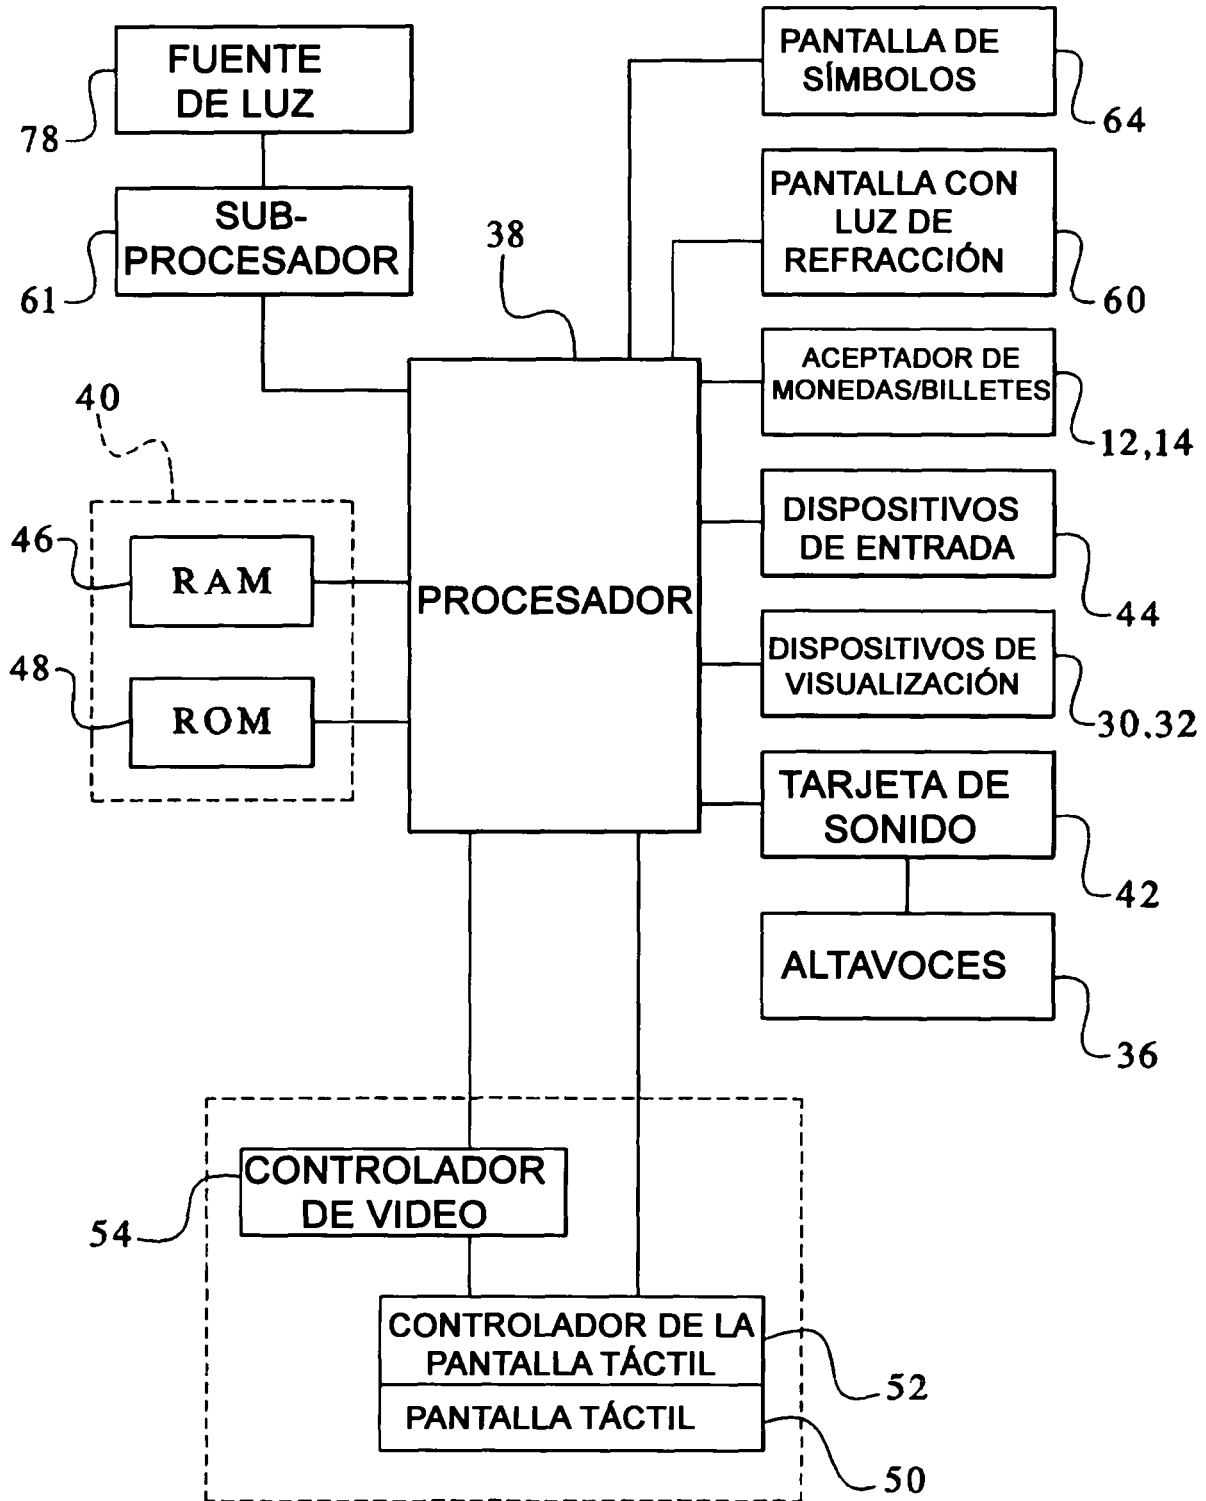 FUENTE
DE LUZ
78
SUB-
PROCESADOR
61
38
PANTALLA DE
SÍMBOLOS
64
PANTALLA CON
LUZ DE
REFRACCIÓN
60
ACEPTADOR DE
MONEDAS/BILLETES
12,14
40
46
RAM
48
ROM
PROCESADOR
DISPOSITIVOS
DE ENTRADA
44
DISPOSITIVOS DE
VISUALIZACIÓN
30,32
TARJETA DE
SONIDO
42
ALTAVOCES
36
CONTROLADOR
DE VIDEO
54
CONTROLADOR DE LA
PANTALLA TÁCTIL
52
PANTALLA TÁCTIL
50